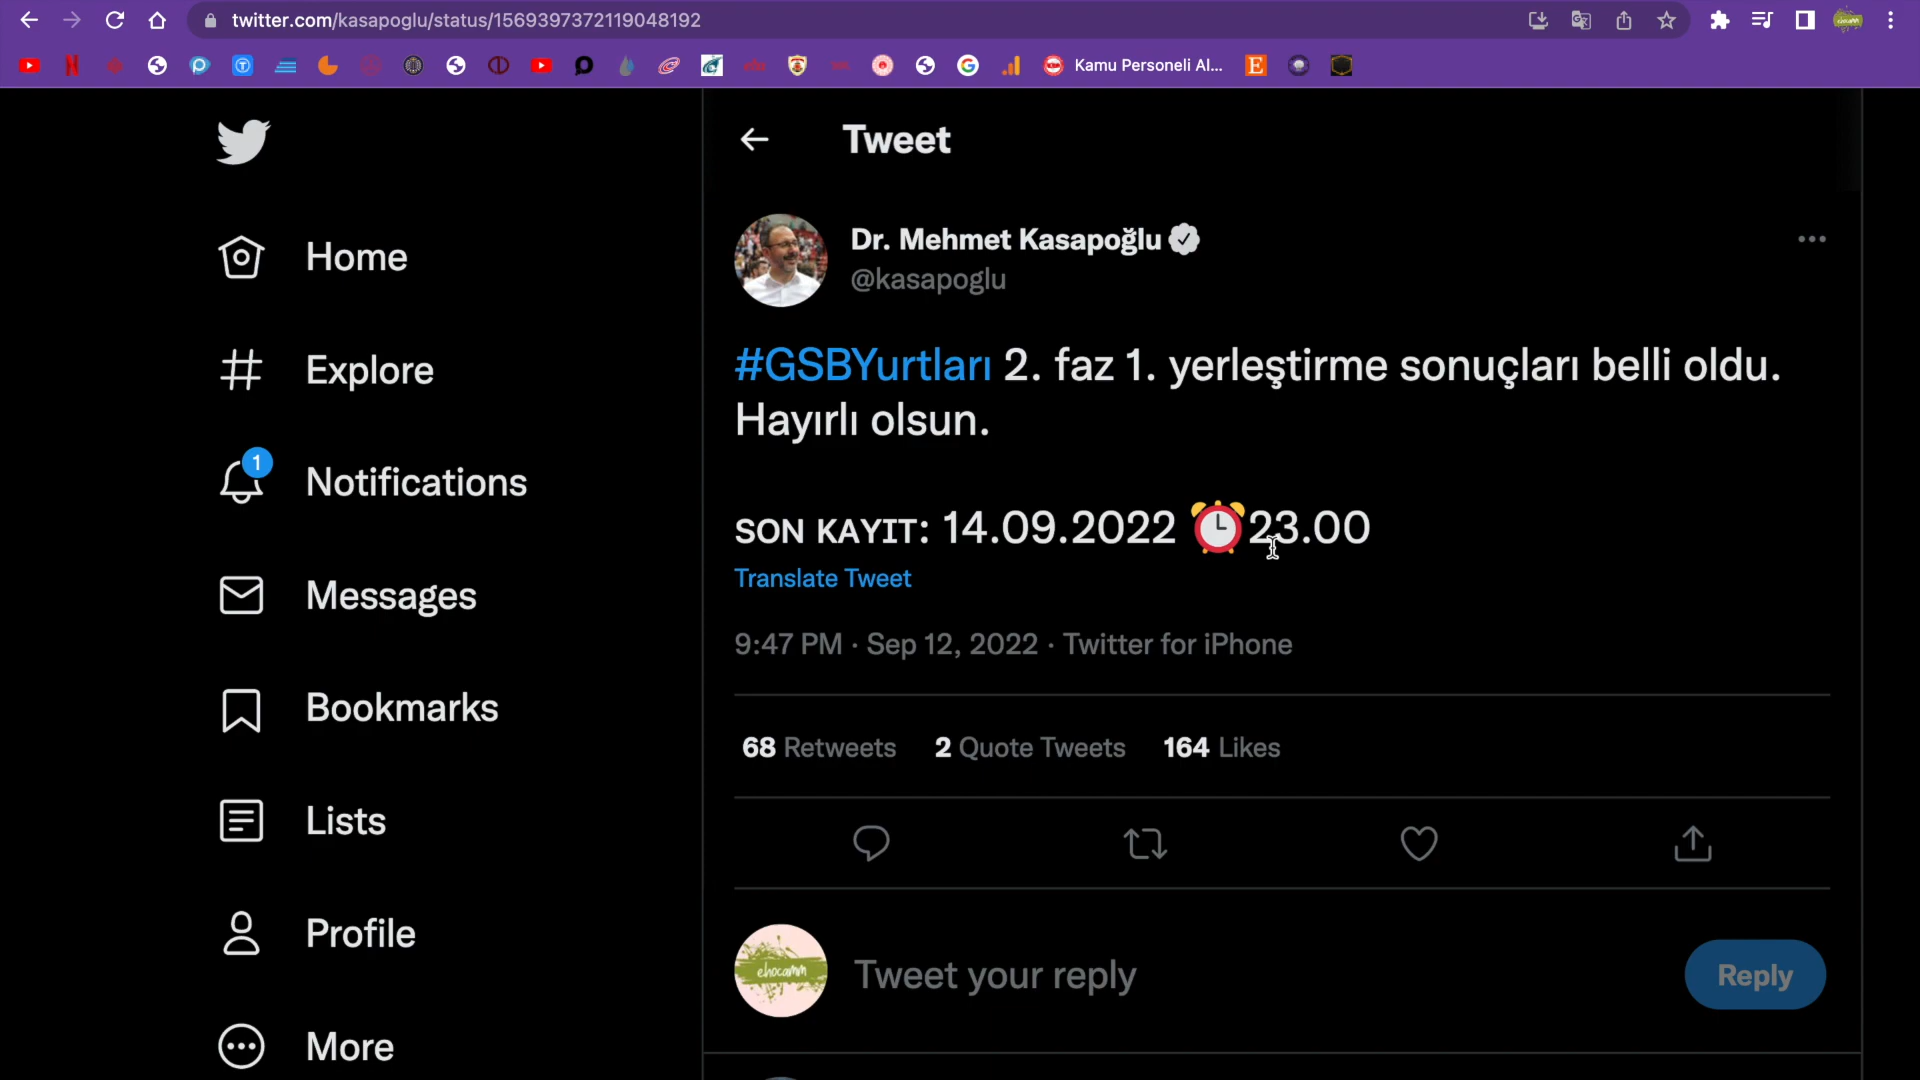 twitter.com/kasapoglu/status/1569397372119048192
Kamu Personeli Al...
Tweet
Home
Explore
1
Notifications
Messages
Bookmarks
Lists
Profile
More
Dr. Mehmet Kasapoğlu
@kasapoglu
#GSBYurtları 2. faz 1. yerleştirme sonuçları belli oldu.
Hayırlı olsun.
SON KAYIT: 14.09.2022 ⏰23.00
Translate Tweet
9:47 PM · Sep 12, 2022 · Twitter for iPhone
68 Retweets 2 Quote Tweets 164 Likes
ehocamm
Tweet your reply
Reply